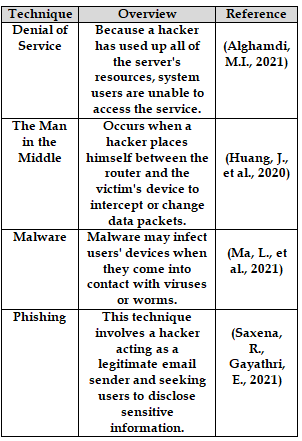 Technique Overview Reference
Denial of Service
Because a hacker
has used up all of
the server's
resources, system
users are unable to
access the service.
(Alghamdi,
M.I., 2021)
The Man
in the
Middle
Occurs when a
hacker places
himself between the
router and the
victim's device to
intercept or change
data packets.
(Huang, J.,
et al., 2020)
Malware
Malware may infect
users' devices when
they come into
contact with viruses
or worms.
(Ma, L., et
al., 2021)
Phishing
This technique
involves a hacker
acting as a
legitimate email
sender and seeking
users to disclose
sensitive
information.
(Saxena,
R.,
Gayathri,
E., 2021)